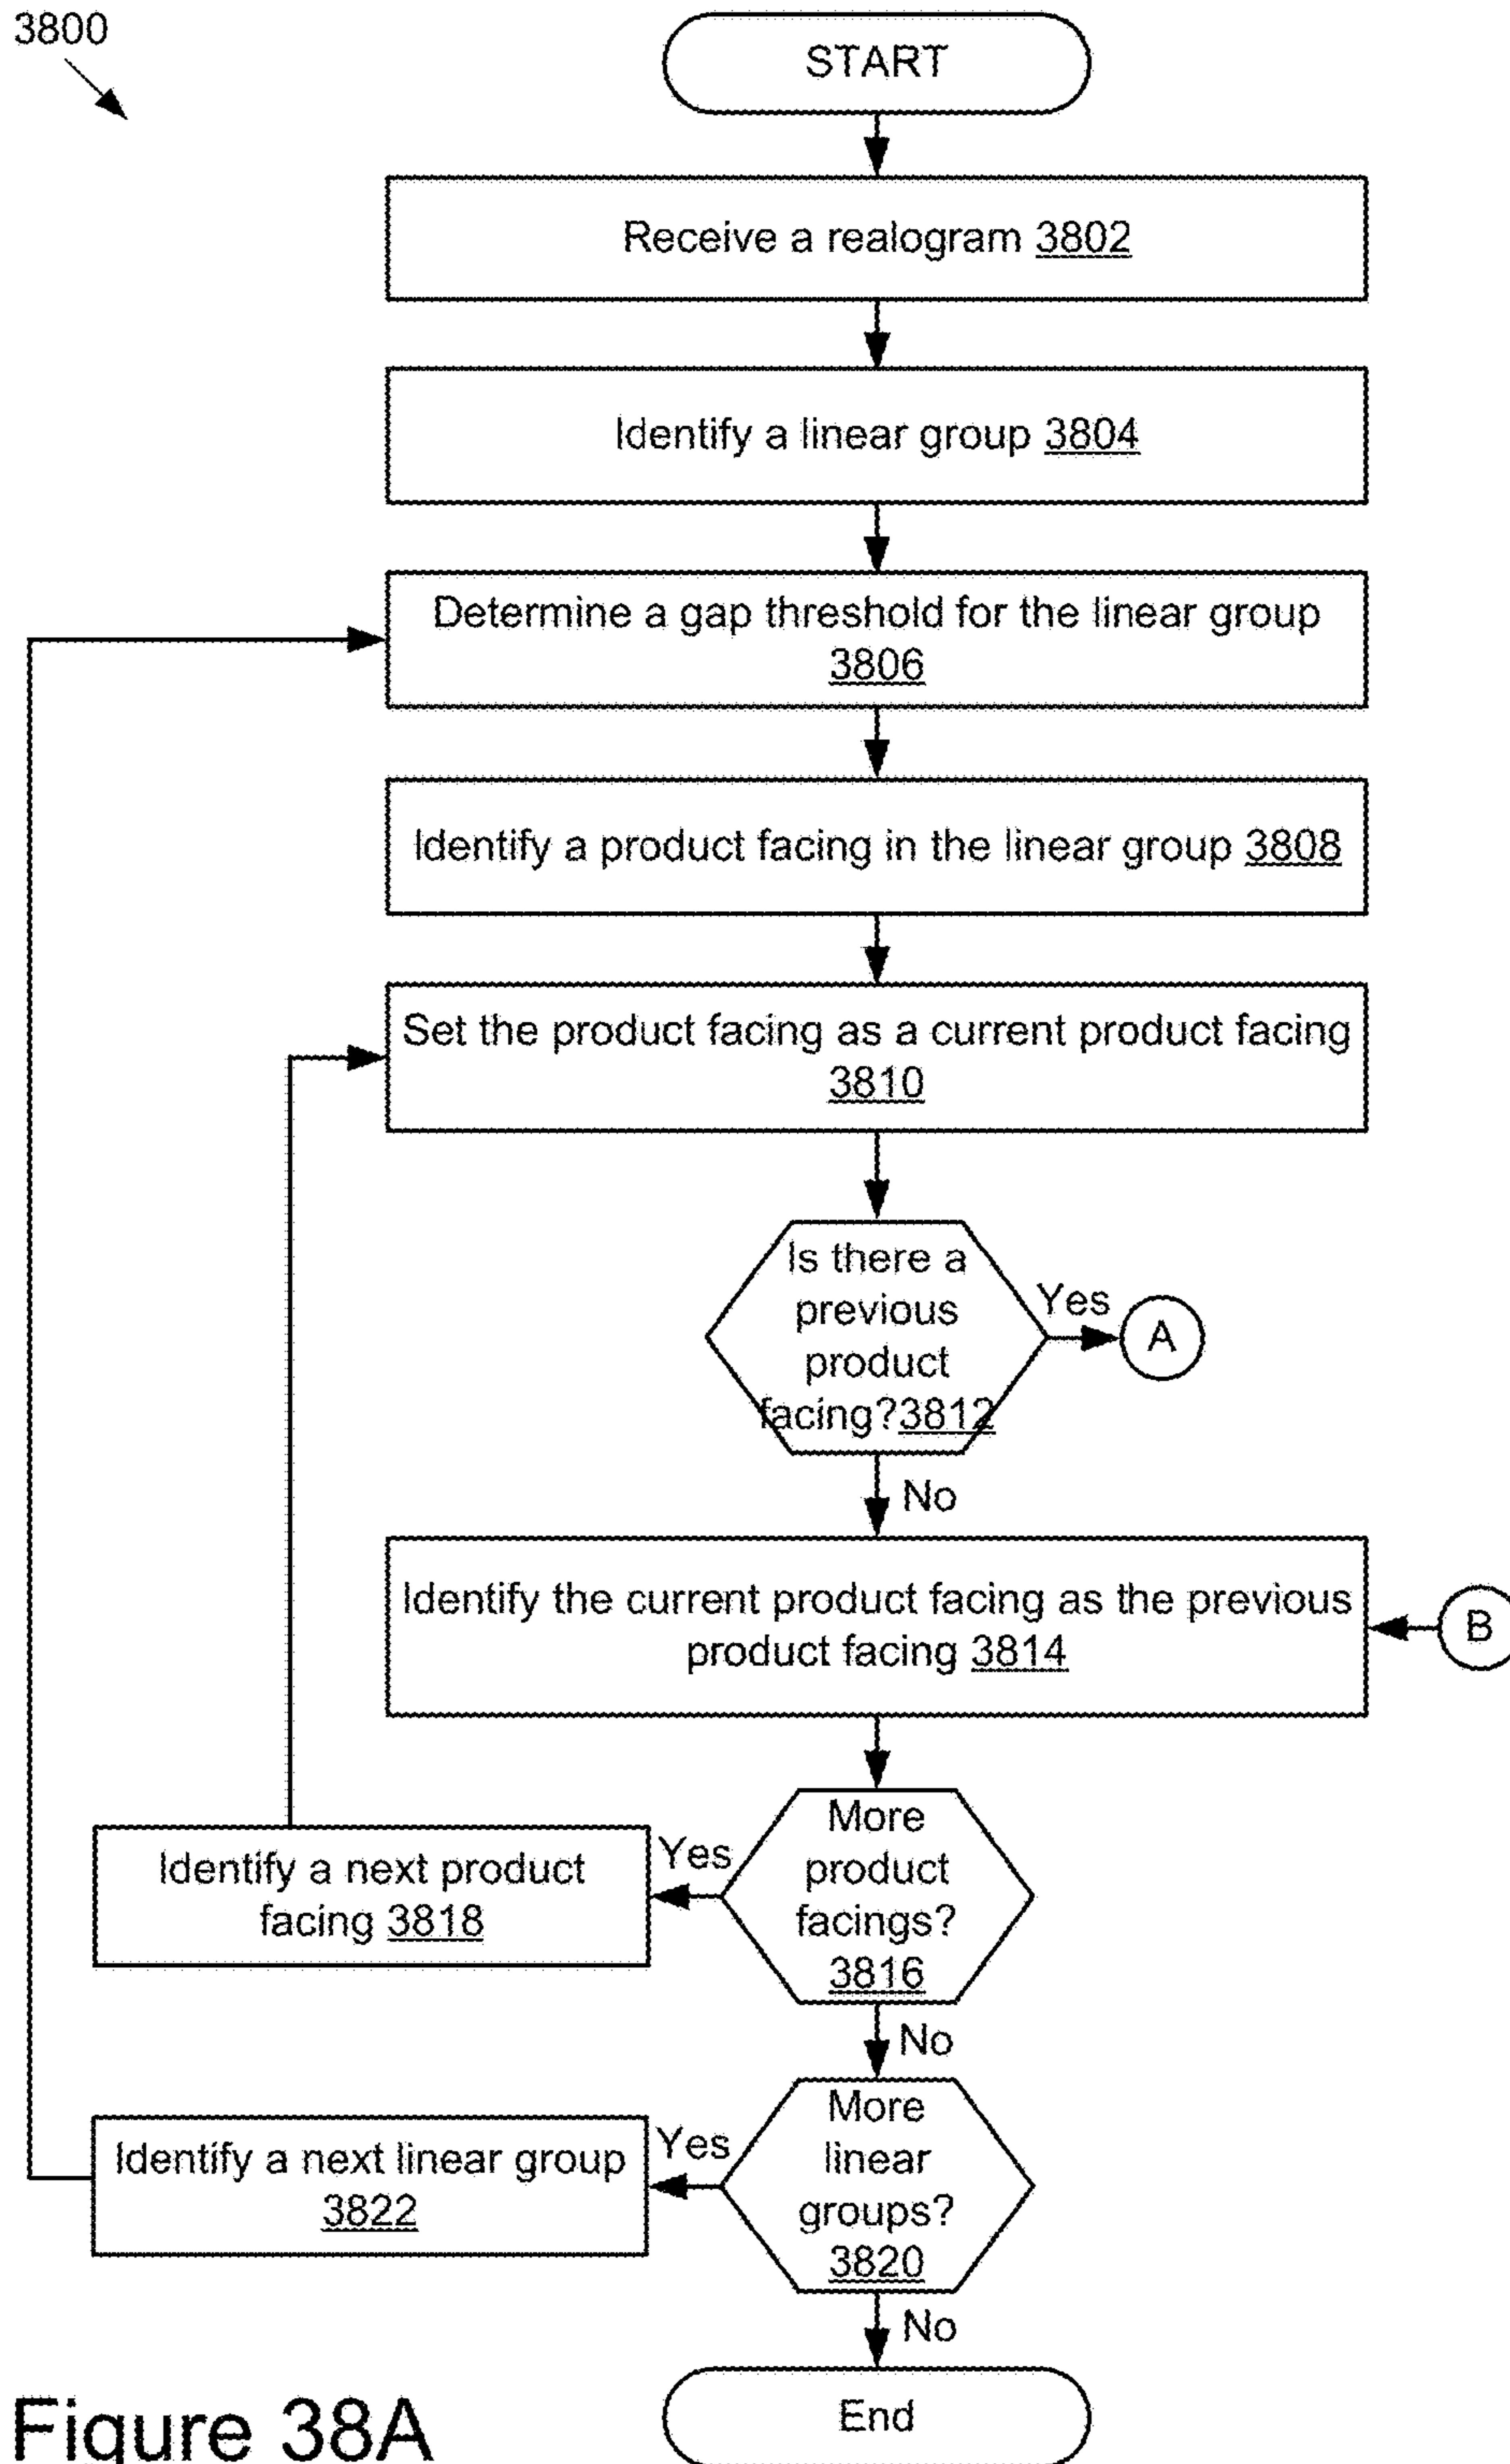 3800
START
Receive a realogram 3802
Identify a linear group 3804
Determine a gap threshold for the linear group
3806
Identify a product facing in the linear group 3808
Set the product facing as a current product facing
3810
Is there a
previous
product
facing?3812
Yes
A
No
Identify the current product facing as the previous
product facing 3814
B
More
product
facings?
3816
Yes
Identify a next product
facing 3818
No
More
linear
groups?
3820
Yes
Identify a next linear group
3822
No
End
Figure 38A